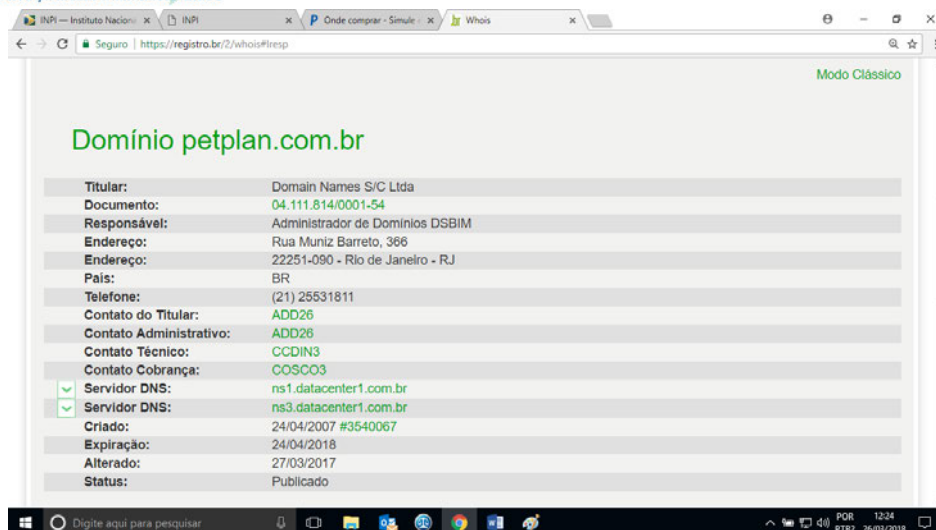 INPI — Instituto Nacion
INPI
Onde comprar - Simule
Whois
Seguro | https://registro.br/2/whois#lresp
Modo Clássico
Domínio petplan.com.br
Titular: Domain Names S/C Ltda
Documento: 04.111.814/0001-54
Responsável: Administrador de Domínios DSBIM
Endereço: Rua Muniz Barreto, 366
Endereço: 22251-090 - Rio de Janeiro - RJ
País: BR
Telefone: (21) 25531811
Contato do Titular: ADD26
Contato Administrativo: ADD26
Contato Técnico: CCDIN3
Contato Cobrança: COSCO3
Servidor DNS: ns1.datacenter1.com.br
Servidor DNS: ns3.datacenter1.com.br
Criado: 24/04/2007 #3540067
Expiração: 24/04/2018
Alterado: 27/03/2017
Status: Publicado
Digite aqui para pesquisar
POR 12:24
PTB2 26/03/2018